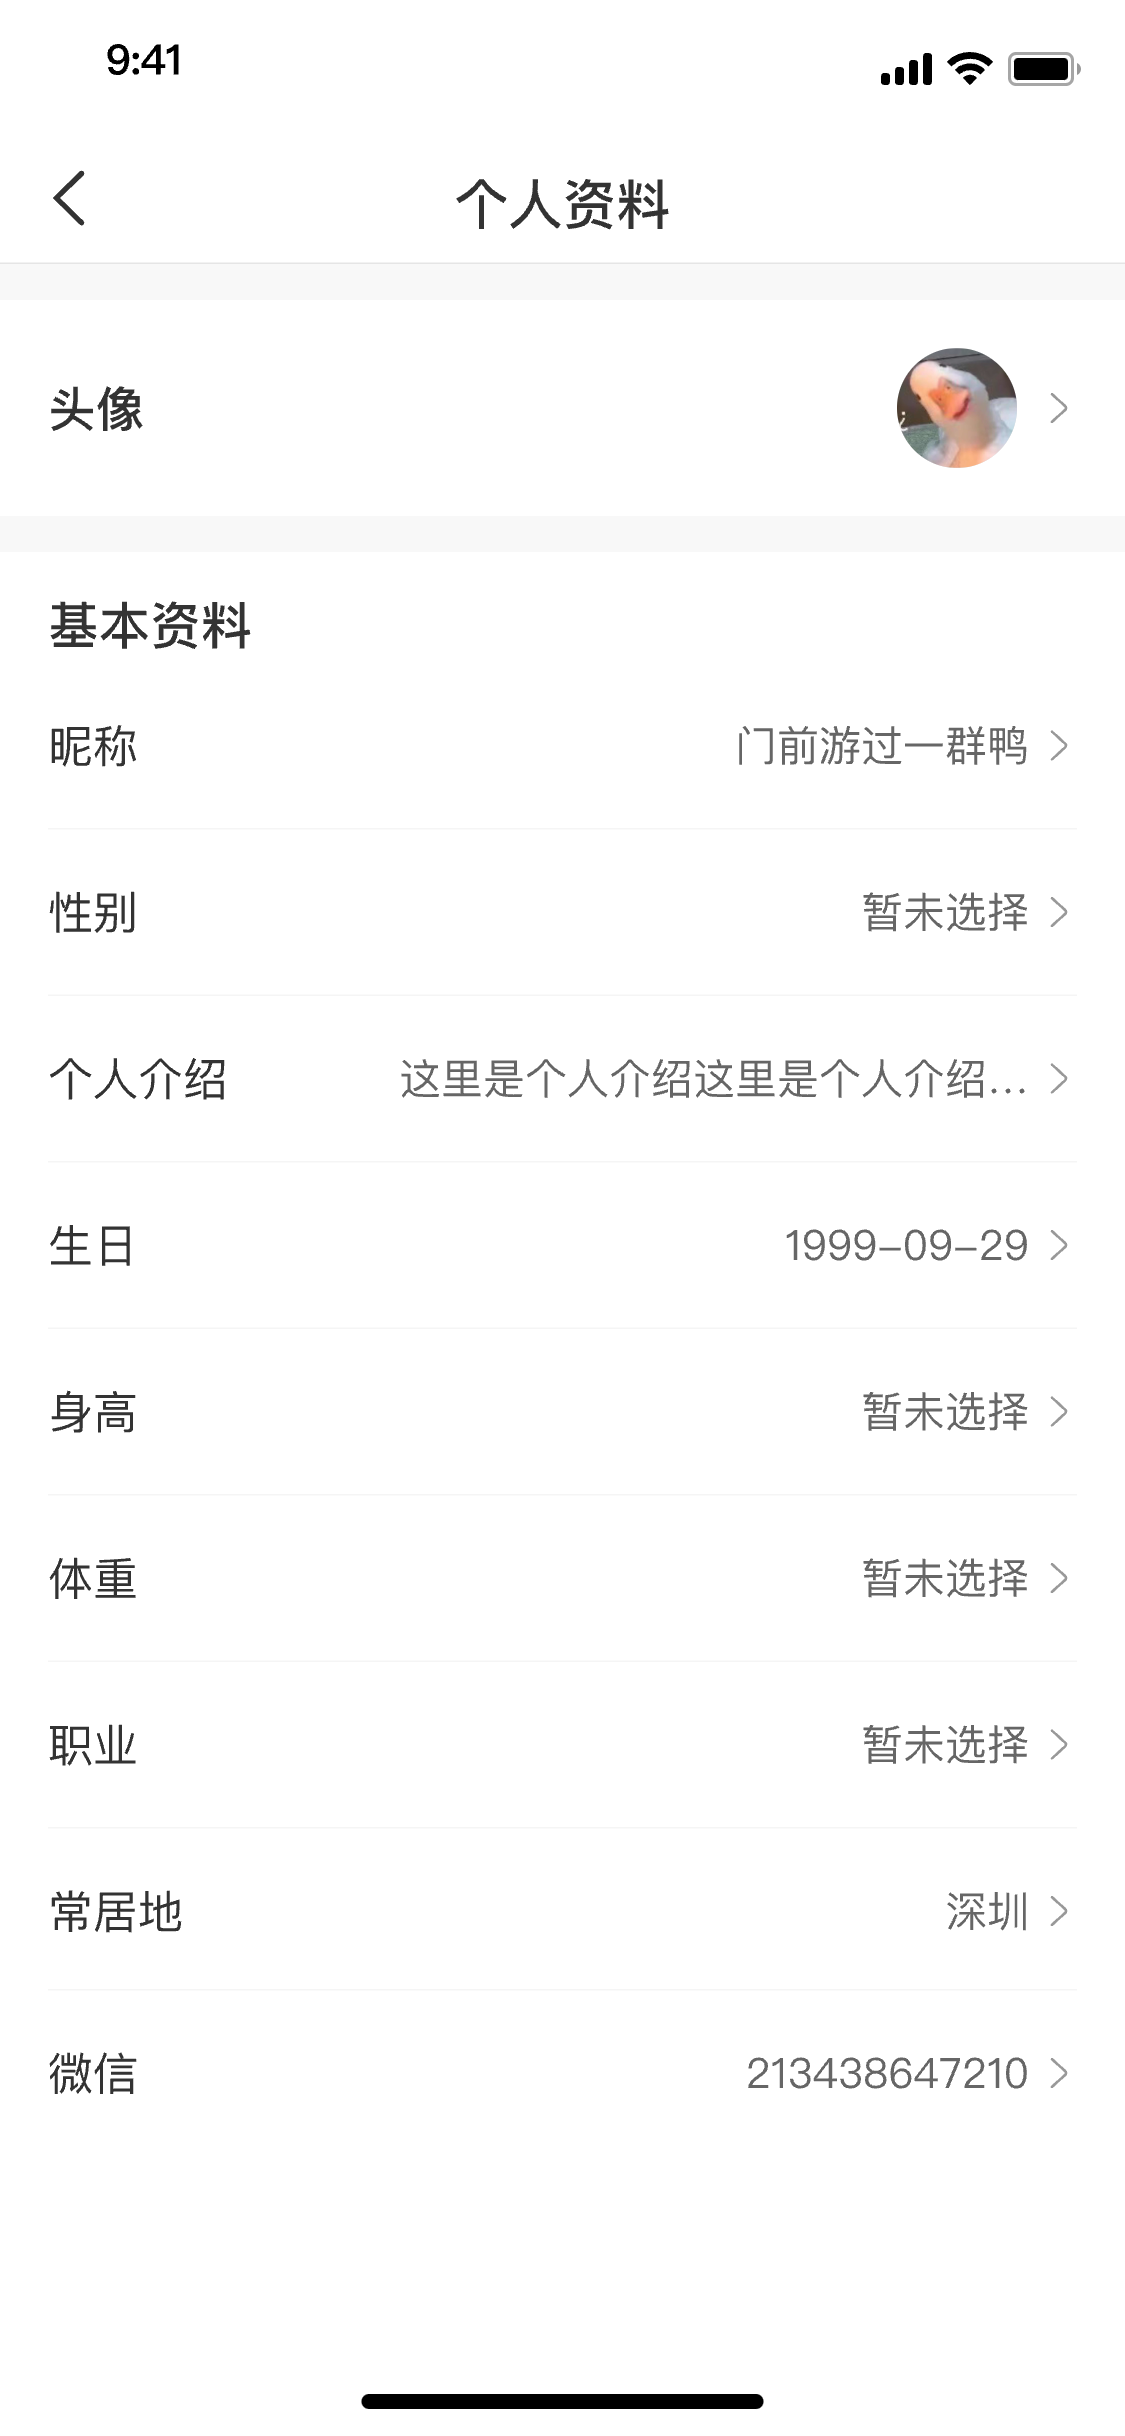 9:41
个人资料
头像
基本资料
昵称 门前游过一群鸭
性别 暂未选择
个人介绍 这里是个人介绍这里是个人介绍...
生日 1999-09-29
身高 暂未选择
体重 暂未选择
职业 暂未选择
常居地 深圳
微信 213438647210